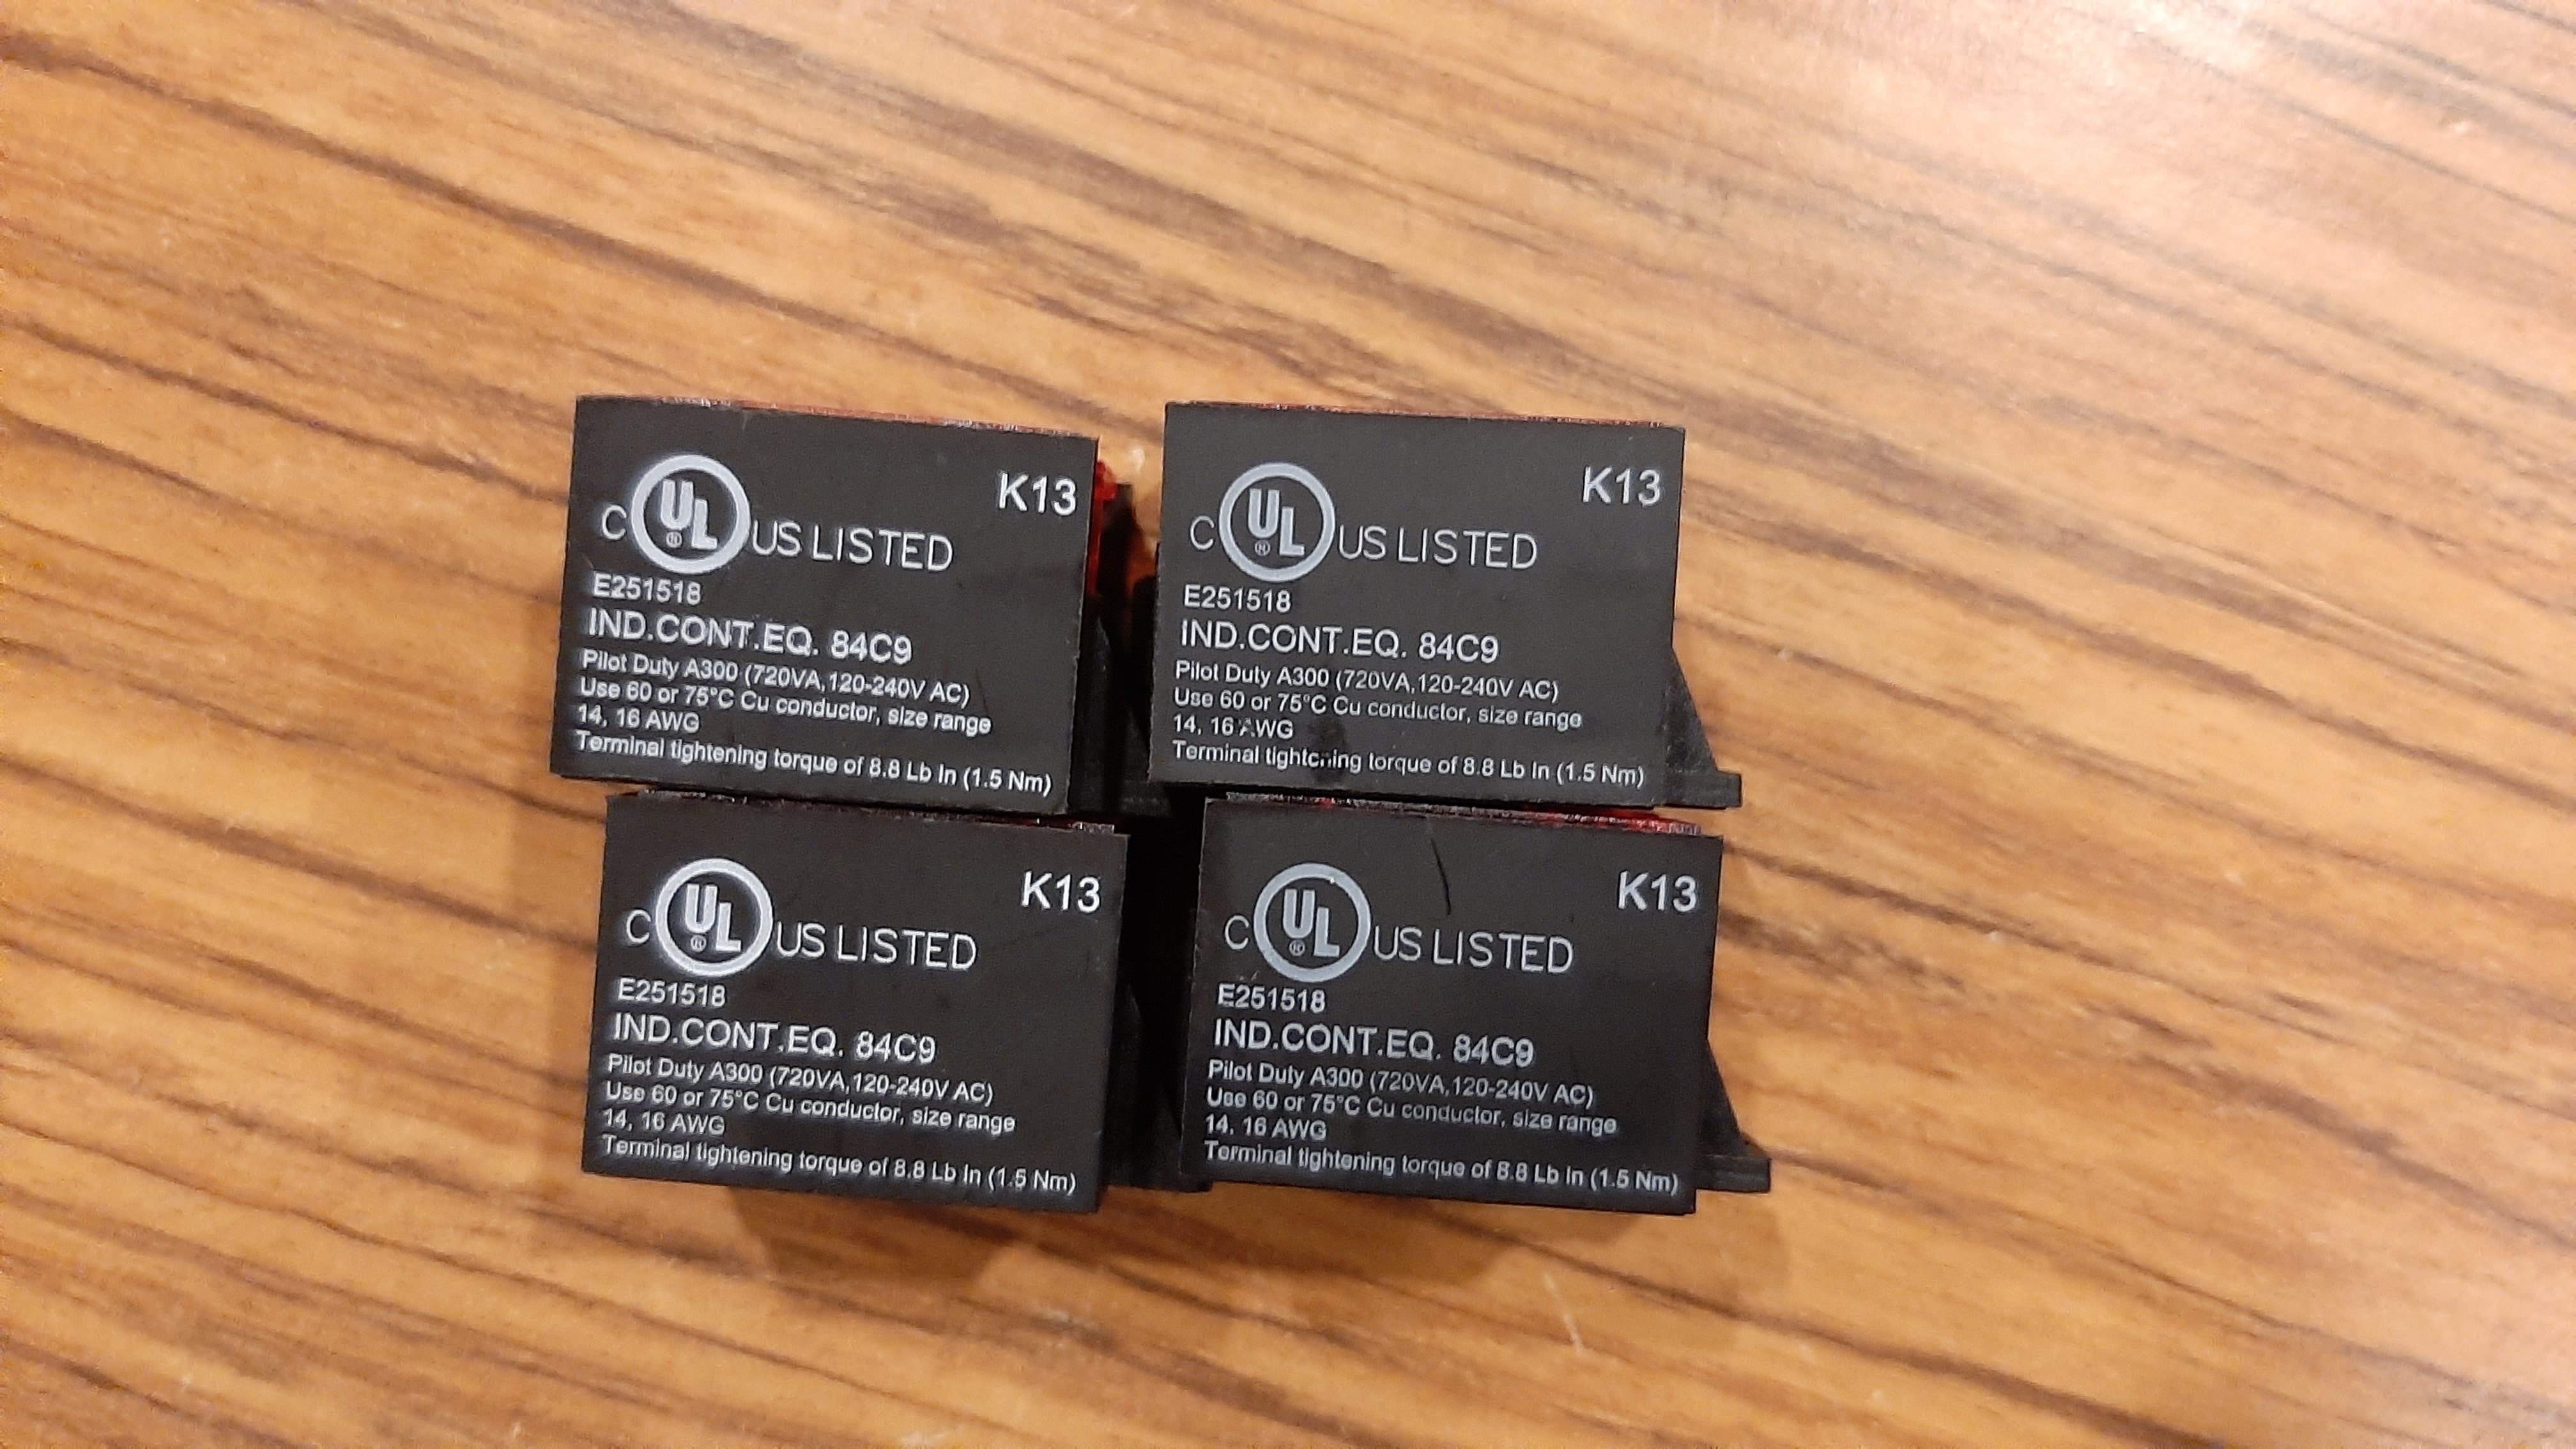 K13
C UL® US LISTED
E251518
IND.CONT.EQ. 84C9
Pilot Duty A300 (720VA,120-240V AC)
Use 60 or 75°C Cu conductor, size range
14, 16 AWG
Terminal tightening torque of 8.8 Lb In (1.5 Nm)
K13
C UL® US LISTED
E251518
IND.CONT.EQ. 84C9
Pilot Duty A300 (720VA,120-240V AC)
Use 60 or 75°C Cu conductor, size range
14, 16 AWG
Terminal tightening torque of 8.8 Lb In (1.5 Nm)
K13
C UL® US LISTED
E251518
IND.CONT.EQ. 84C9
Pilot Duty A300 (720VA,120-240V AC)
Use 60 or 75°C Cu conductor, size range
14, 16 AWG
Terminal tightening torque of 8.8 Lb In (1.5 Nm)
K13
C UL® US LISTED
E251518
IND.CONT.EQ. 84C9
Pilot Duty A300 (720VA,120-240V AC)
Use 60 or 75°C Cu conductor, size range
14, 16 AWG
Terminal tightening torque of 8.8 Lb In (1.5 Nm)